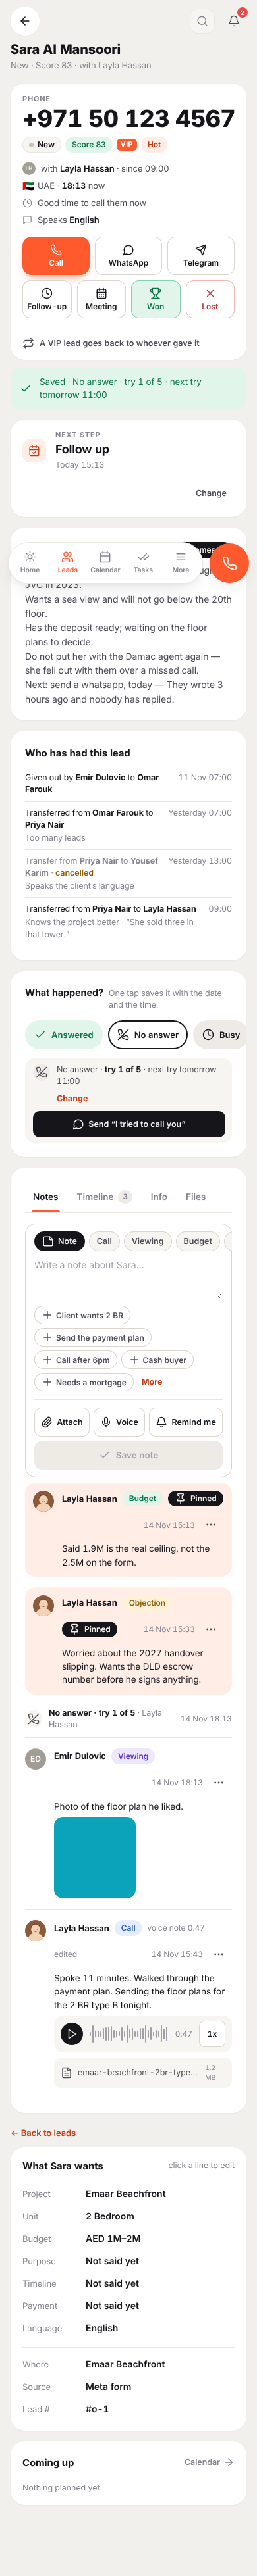 2
Sara Al Mansoori
New · Score 83 · with Layla Hassan
PHONE
+971 50 123 4567
New
Score 83
VIP
Hot
LH
with Layla Hassan · since 09:00
UAE · 18:13 now
Good time to call them now
Speaks English
Call
WhatsApp
Telegram
Follow-up
Meeting
Won
Lost
A VIP lead goes back to whoever gave it
Saved · No answer · try 1 of 5 · next try
tomorrow 11:00
NEXT STEP
Follow up
Today 15:13
Change
Home
Leads
Calendar
Tasks
More
JVC in 2023.
Wants a sea view and will not go below the 20th
floor.
Has the deposit ready; waiting on the floor
plans to decide.
Do not put her with the Damac agent again —
she fell out with them over a missed call.
Next: send a whatsapp, today — They wrote 3
hours ago and nobody has replied.
Who has had this lead
Given out by Emir Dulovic to Omar
Farouk
11 Nov 07:00
Transferred from Omar Farouk to
Priya Nair
Yesterday 07:00
Too many leads
Transfer from Priya Nair to Yousef
Karim · cancelled
Yesterday 13:00
Speaks the client's language
Transferred from Priya Nair to Layla Hassan
09:00
Knows the project better · “She sold three in
that tower.”
What happened?
One tap saves it with the date
and the time.
Answered
No answer
Busy
No answer · try 1 of 5 · next try tomorrow
11:00
Change
Send “I tried to call you”
Notes
Timeline 3
Info
Files
Note
Call
Viewing
Budget
Write a note about Sara…
Client wants 2 BR
Send the payment plan
Call after 6pm
Cash buyer
Needs a mortgage
More
Attach
Voice
Remind me
Save note
Layla Hassan
Budget
Pinned
14 Nov 15:13
Said 1.9M is the real ceiling, not the
2.5M on the form.
Layla Hassan
Objection
Pinned
14 Nov 15:33
Worried about the 2027 handover
slipping. Wants the DLD escrow
number before he signs anything.
No answer · try 1 of 5 · Layla
Hassan
14 Nov 18:13
ED
Emir Dulovic
Viewing
14 Nov 18:13
Photo of the floor plan he liked.
Layla Hassan
Call
voice note 0:47
edited
14 Nov 15:43
Spoke 11 minutes. Walked through the
payment plan. Sending the floor plans for
the 2 BR type B tonight.
0:47
1x
emaar-beachfront-2br-type…
1.2
MB
← Back to leads
What Sara wants
click a line to edit
Project
Emaar Beachfront
Unit
2 Bedroom
Budget
AED 1M–2M
Purpose
Not said yet
Timeline
Not said yet
Payment
Not said yet
Language
English
Where
Emaar Beachfront
Source
Meta form
Lead #
#o-1
Coming up
Calendar
Nothing planned yet.